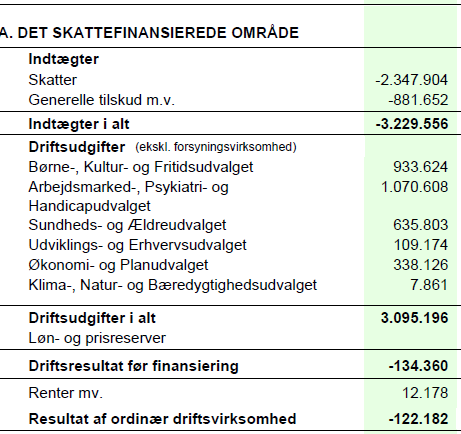 A. DET SKATTEFINANSIEREDE OMRÅDE
Indtægter
Skatter -2.347.904
Generelle tilskud m.v. -881.652
Indtægter i alt -3.229.556
Driftsudgifter (ekskl. forsyningsvirksomhed)
Børne-, Kultur- og Fritidsudvalget 933.624
Arbejdsmarked-, Psykiatri- og 1.070.608
Handicapudvalget
Sundheds- og Ældreudvalget 635.803
Udviklings- og Erhvervsudvalget 109.174
Økonomi- og Planudvalget 338.126
Klima-, Natur- og Bæredygtighedsudvalget 7.861
Driftsudgifter i alt 3.095.196
Løn- og prisreserver
Driftsresultat før finansiering -134.360
Renter mv. 12.178
Resultat af ordinær driftsvirksomhed -122.182